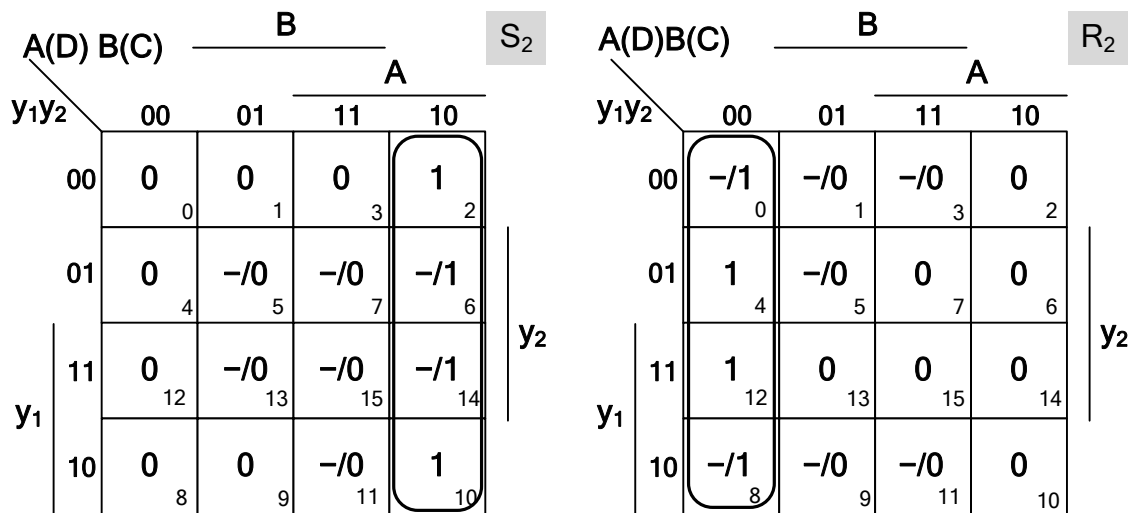 B
S₂
A(D) B(C)
A
y₁y₂
00 01 11 10
00 0 0 0 1
0 1 3 2
01 0 −/0 −/0 −/1
4 5 7 6
y₂
11 0 −/0 −/0 −/1
12 13 15 14
y₁
10 0 0 −/0 1
8 9 11 10
B
R₂
A(D)B(C)
A
y₁y₂
00 01 11 10
00 −/1 −/0 −/0 0
0 1 3 2
01 1 −/0 0 0
4 5 7 6
y₂
11 1 0 0 0
12 13 15 14
y₁
10 −/1 −/0 −/0 0
8 9 11 10